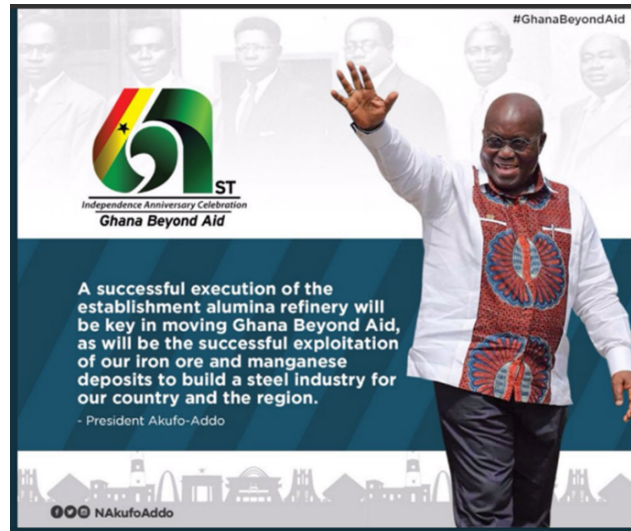 #GhanaBeyondAid
61ST
Independence Anniversary Celebration
Ghana Beyond Aid
A successful execution of the
establishment alumina refinery will
be key in moving Ghana Beyond Aid,
as will be the successful exploitation
of our iron ore and manganese
deposits to build a steel industry for
our country and the region.
- President Akufo-Addo
NAkufoAddo